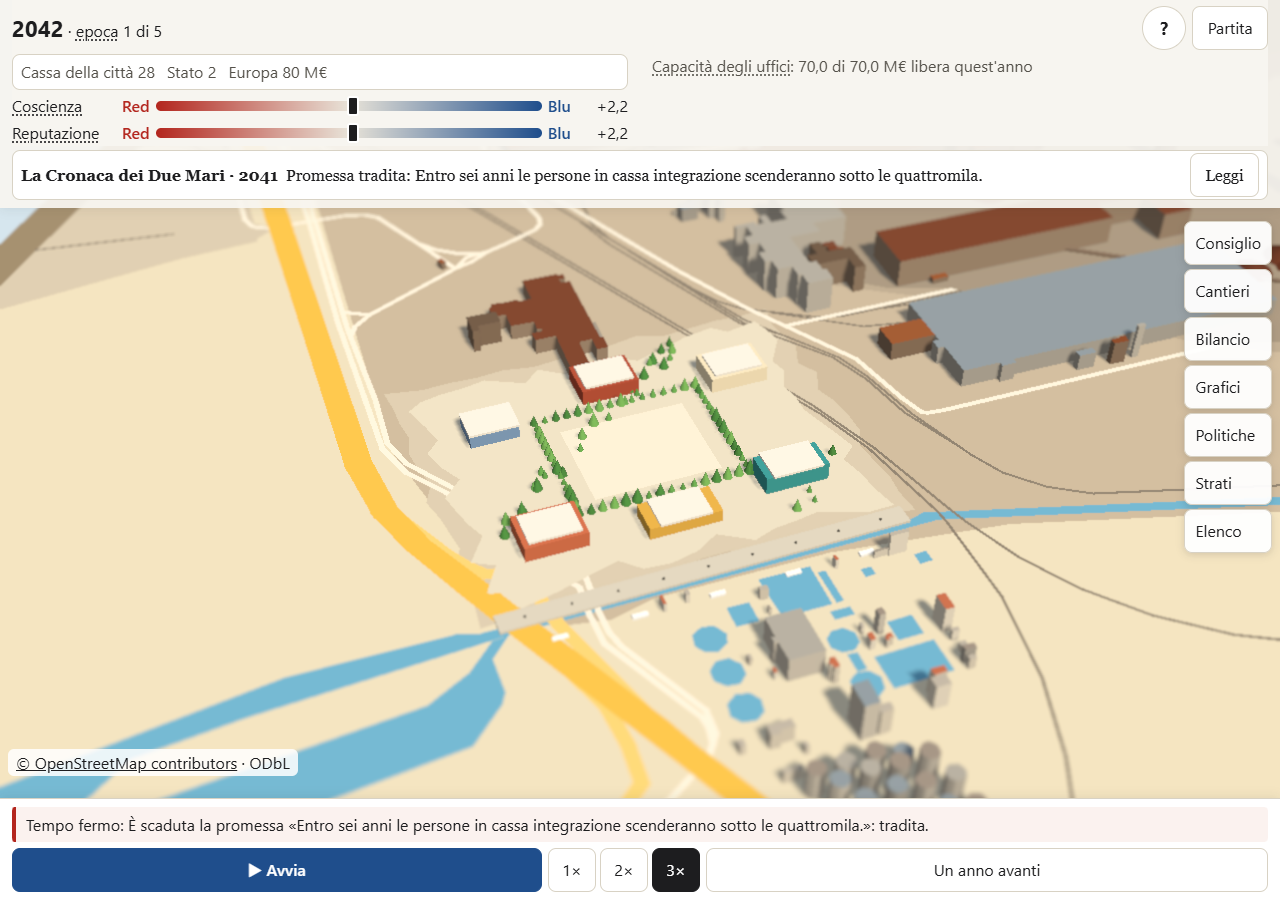 2042 · epoca 1 di 5
?
Partita
Cassa della città 28 Stato 2 Europa 80 M€
Capacità degli uffici: 70,0 di 70,0 M€ libera quest'anno
Coscienza Red Blu +2,2
Reputazione Red Blu +2,2
La Cronaca dei Due Mari · 2041 Promessa tradita: Entro sei anni le persone in cassa integrazione scenderanno sotto le quattromila.
Leggi
Consiglio
Cantieri
Bilancio
Grafici
Politiche
Strati
Elenco
© OpenStreetMap contributors · ODbL
Tempo fermo: È scaduta la promessa «Entro sei anni le persone in cassa integrazione scenderanno sotto le quattromila.»: tradita.
▶ Avvia
1×
2×
3×
Un anno avanti